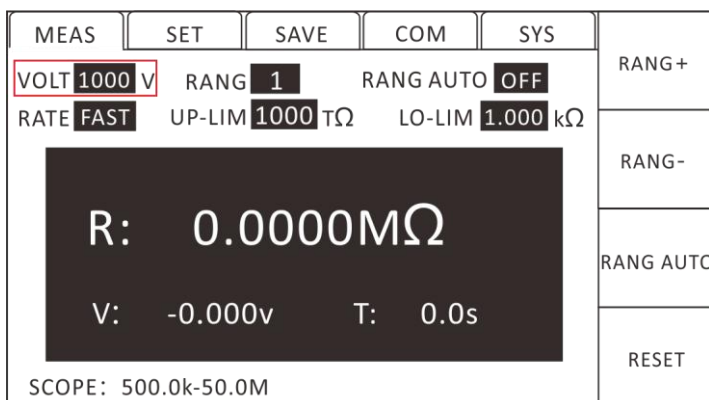 MEAS SET SAVE COM SYS
VOLT 1000 V RANG 1 RANG AUTO OFF
RATE FAST UP-LIM 1000 TΩ LO-LIM 1.000 kΩ
R: 0.0000MΩ
V: -0.000v T: 0.0s
SCOPE: 500.0k-50.0M
RANG+
RANG-
RANG AUTO
RESET